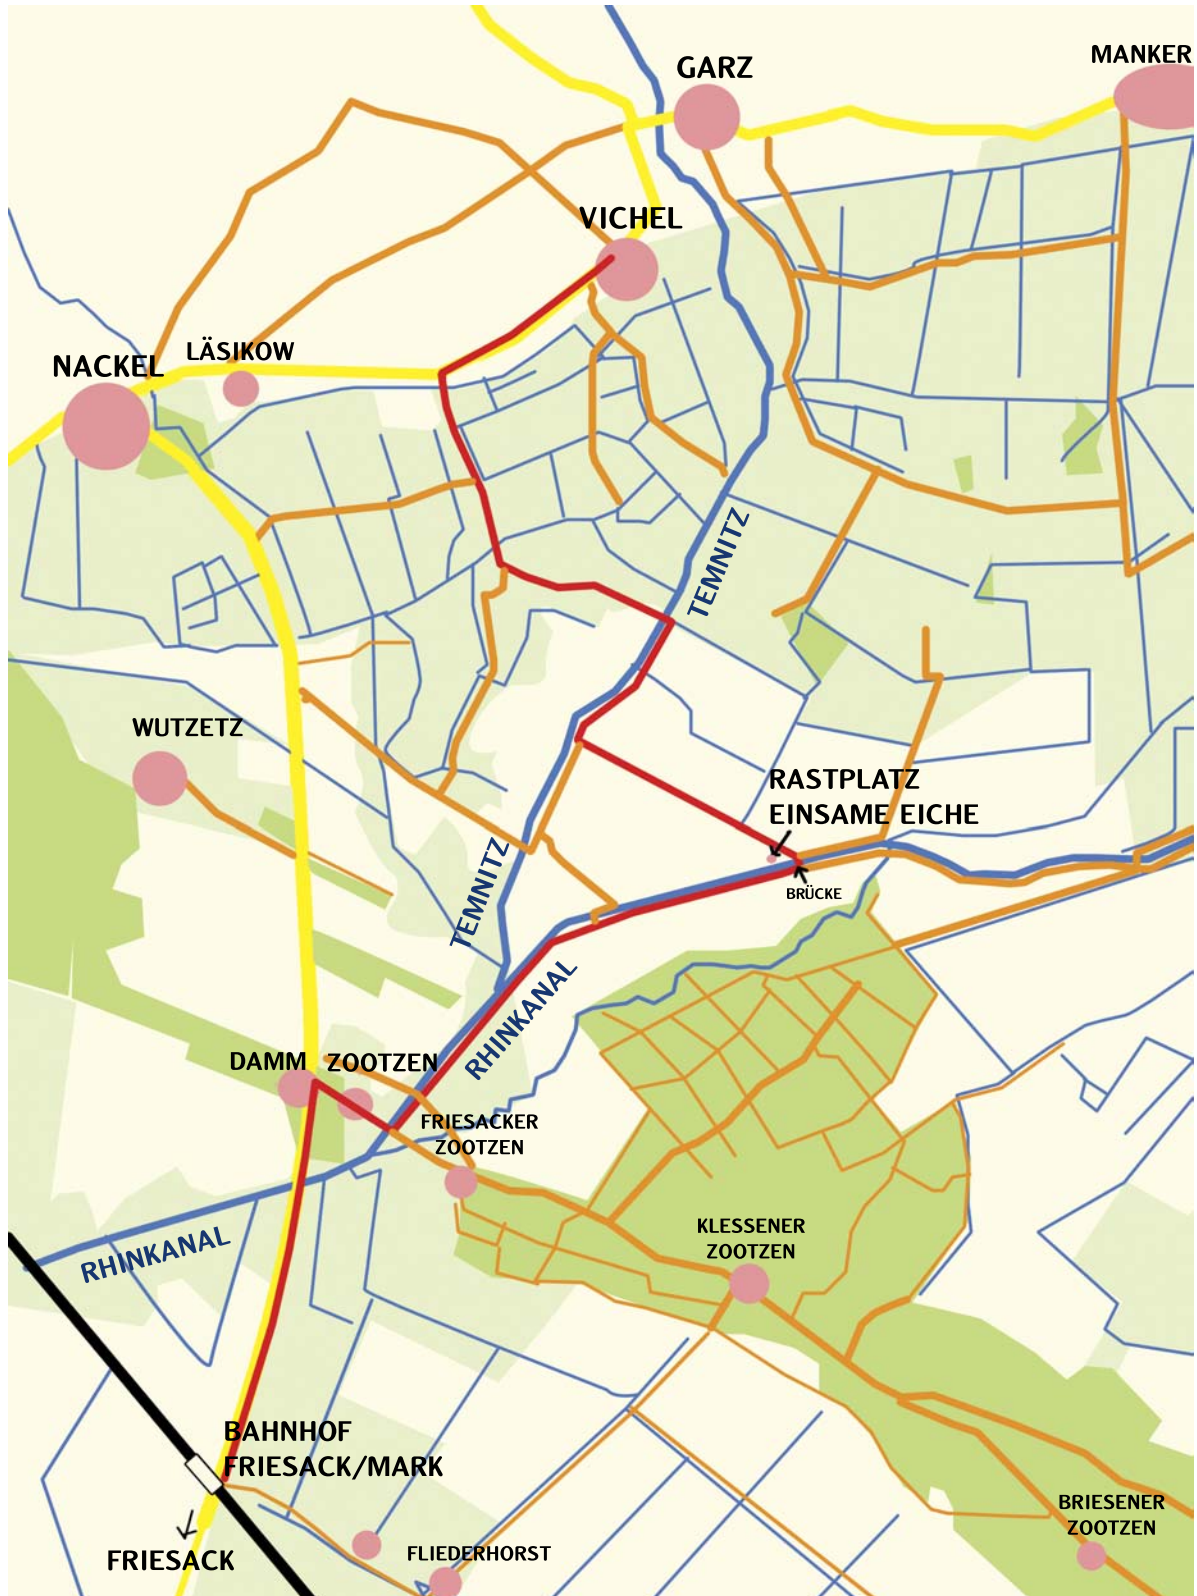 MANKER
GARZ
VICHEL
LÄSIKOW
NACKEL
TEMNITZ
WUTZETZ
RASTPLATZ
EINSAME EICHE
BRÜCKE
TEMNITZ
RHINKANAL
DAMM
ZOOTZEN
FRIESACKER
ZOOTZEN
KLESSENER
ZOOTZEN
RHINKANAL
BAHNHOF
FRIESACK/MARK
BRIESENER
ZOOTZEN
FRIESACK
FLIEDERHORST